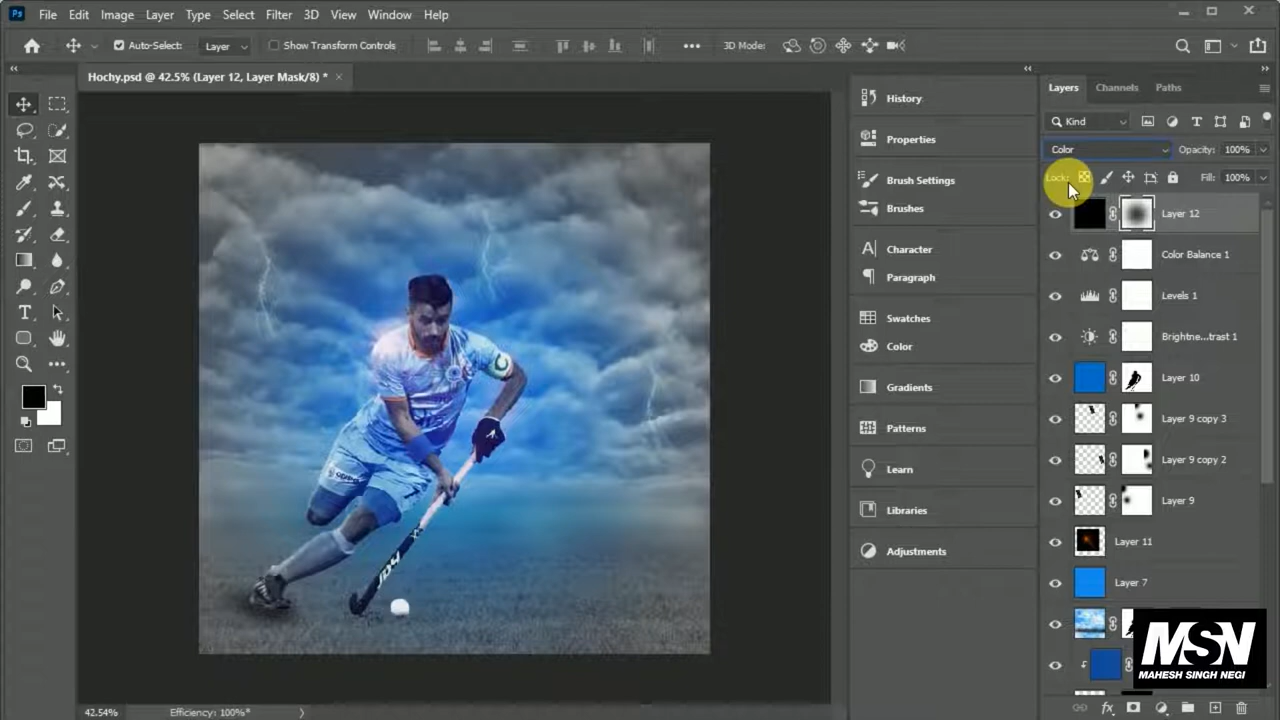 Ps File Edit Image Layer Type Select Filter 3D View Window Help
Auto-Select: Layer Show Transform Controls 3D Mode:
Hochy.psd @ 42.5% (Layer 12, Layer Mask/8) *
History
Properties
Brush Settings
Brushes
Character
Paragraph
Swatches
Color
Gradients
Patterns
Learn
Libraries
Adjustments
Layers Channels Paths
Kind
Color Opacity: 100%
Lock: Fill: 100%
Layer 12
Color Balance 1
Levels 1
Brightne...trast 1
Layer 10
Layer 9 copy 3
Layer 9 copy 2
Layer 9
Layer 11
Layer 7
MSN
MAHESH SINGH NEGI
42.54% Efficiency: 100%*